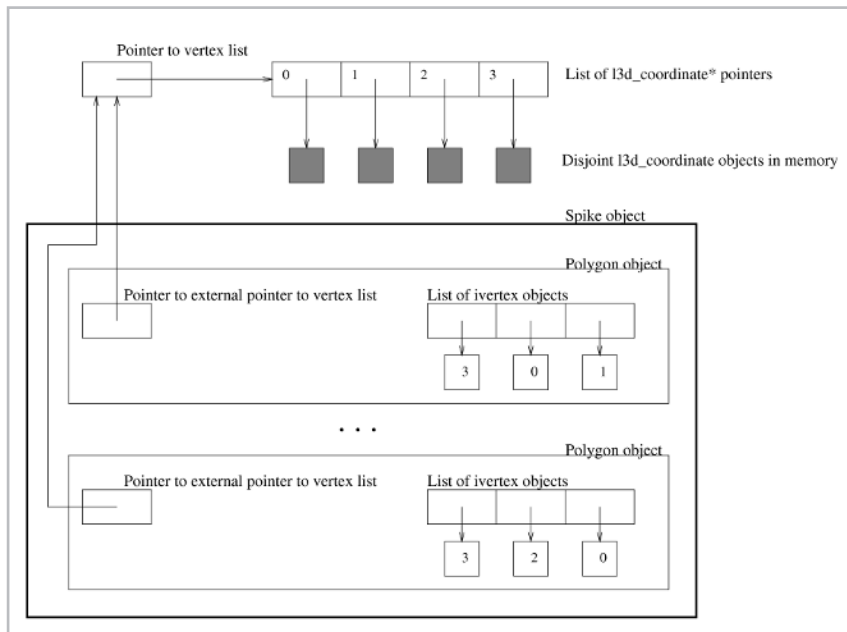 Pointer to vertex list
0 1 2 3
List of l3d_coordinate* pointers
Disjoint l3d_coordinate objects in memory
Spike object
Polygon object
Pointer to external pointer to vertex list
List of ivertex objects
3 0 1
. . .
Polygon object
Pointer to external pointer to vertex list
List of ivertex objects
3 2 0